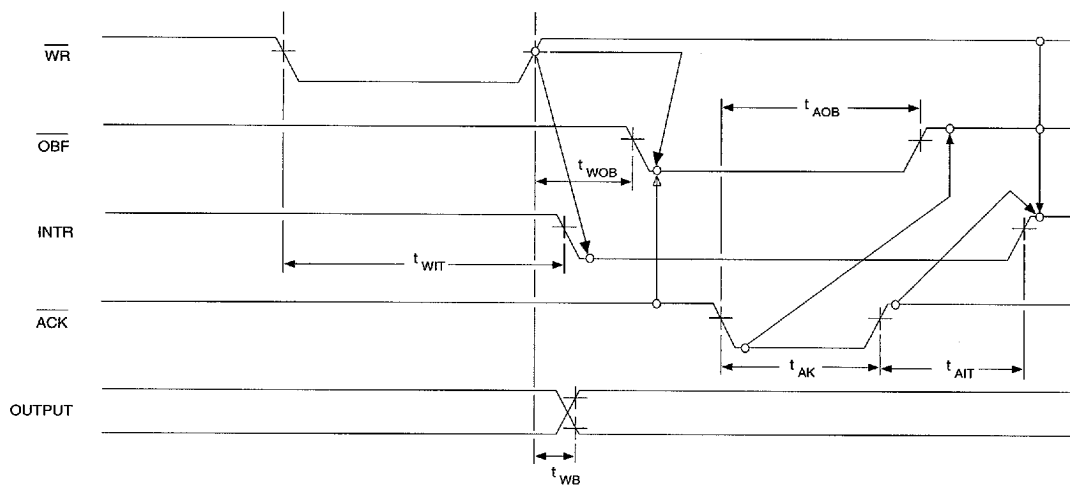 WR
tAOB
OBF
tWOB
INTR
tWIT
ACK
tAK
tAIT
OUTPUT
tWB